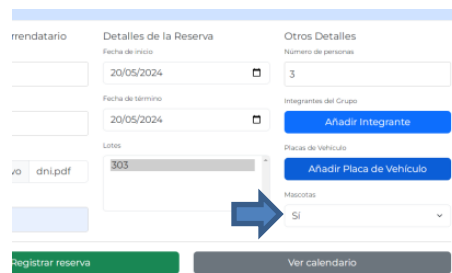 rrendatario
Detalles de la Reserva
Otros Detalles
Fecha de inicio
Número de personas
20/05/2024
3
Fecha de término
Integrantes del Grupo
20/05/2024
Añadir Integrante
Lotes
Placas de Vehículo
303
vo dni.pdf
Añadir Placa de Vehículo
Mascotas
Sí
Registrar reserva
Ver calendario